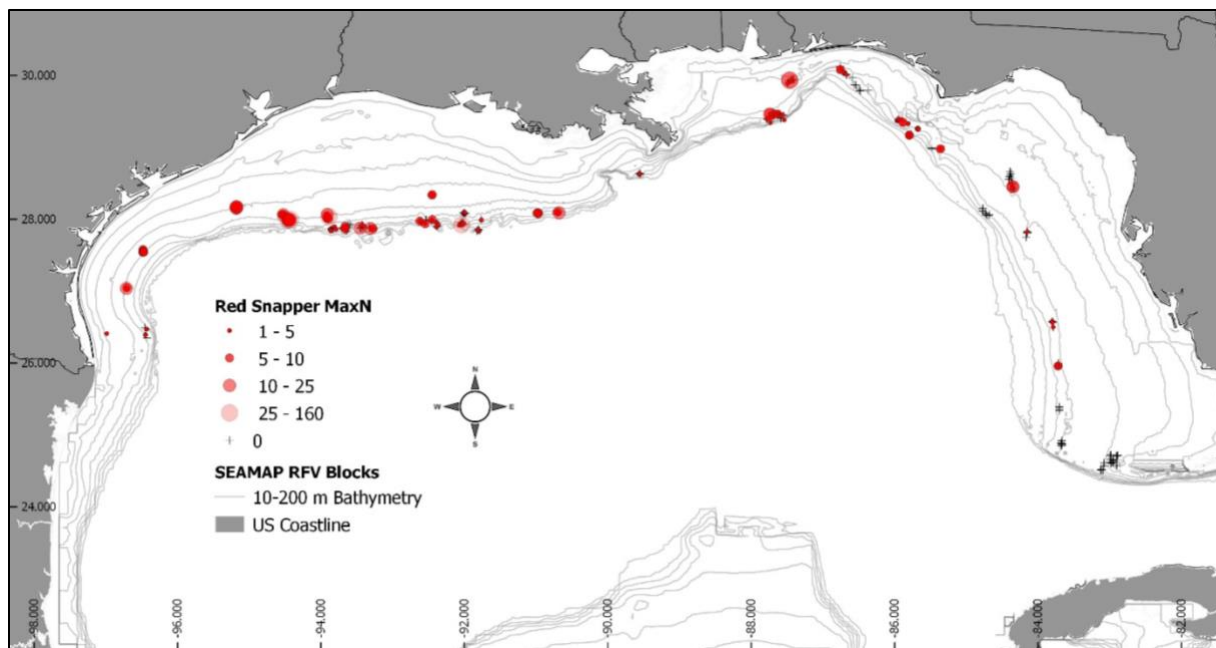 30.000
28.000
26.000
24.000
Red Snapper MaxN
1 - 5
5 - 10
10 - 25
25 - 160
0
SEAMAP RFV Blocks
10-200 m Bathymetry
US Coastline
N
W
E
S
-98.000
-96.000
-94.000
-92.000
-90.000
-88.000
-86.000
-84.000
-82.000